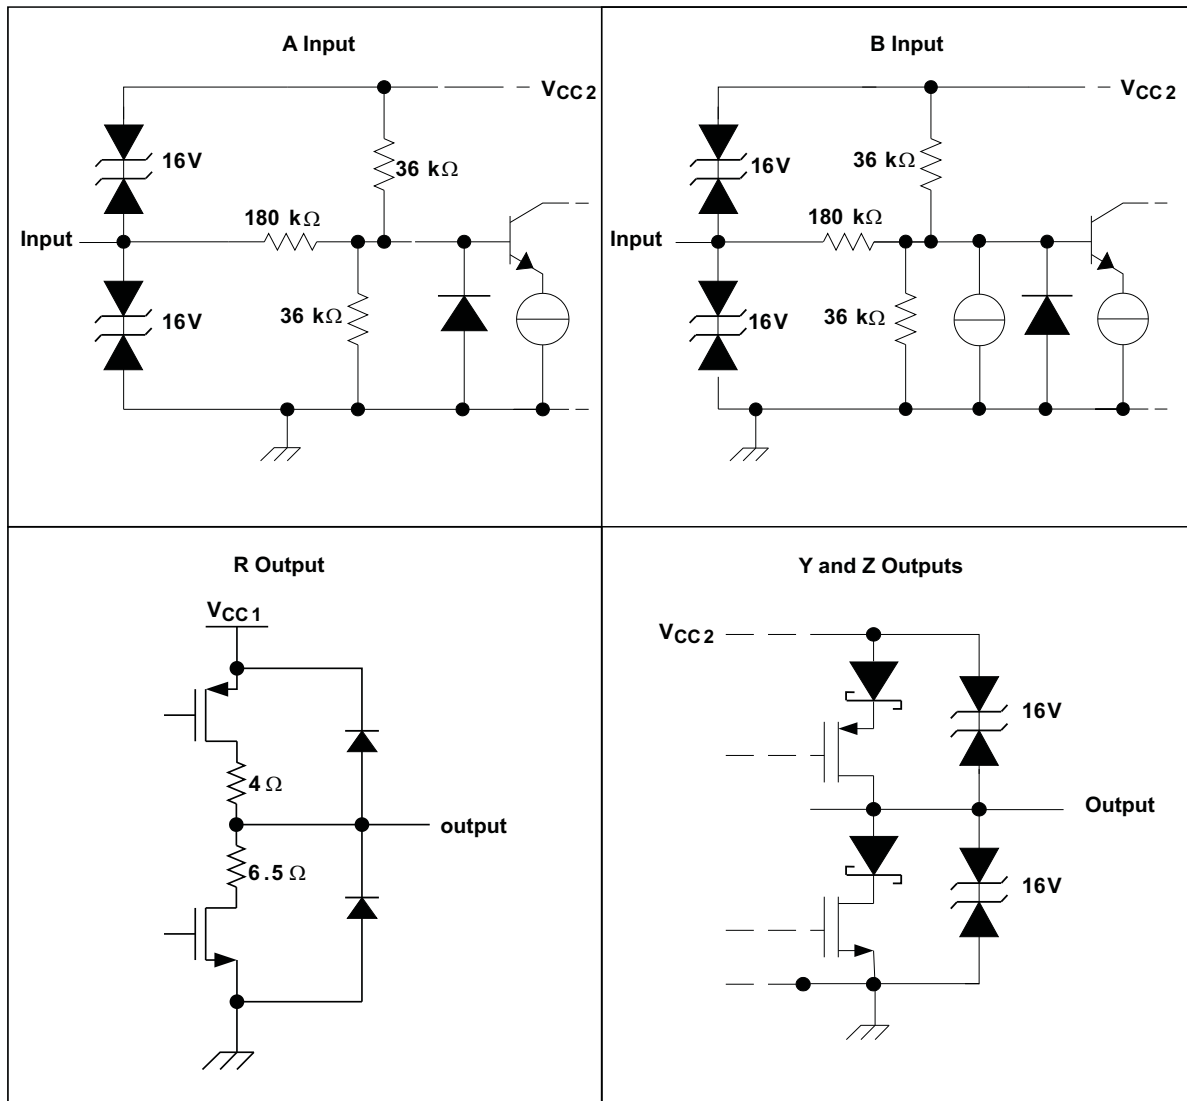 A Input
VCC 2
16V
36 kΩ
180 kΩ
Input
16V
36 kΩ
B Input
VCC 2
16V
36 kΩ
180 kΩ
Input
16V
36 kΩ
R Output
VCC 1
4 Ω
output
6.5 Ω
Y and Z Outputs
VCC 2
16V
Output
16V